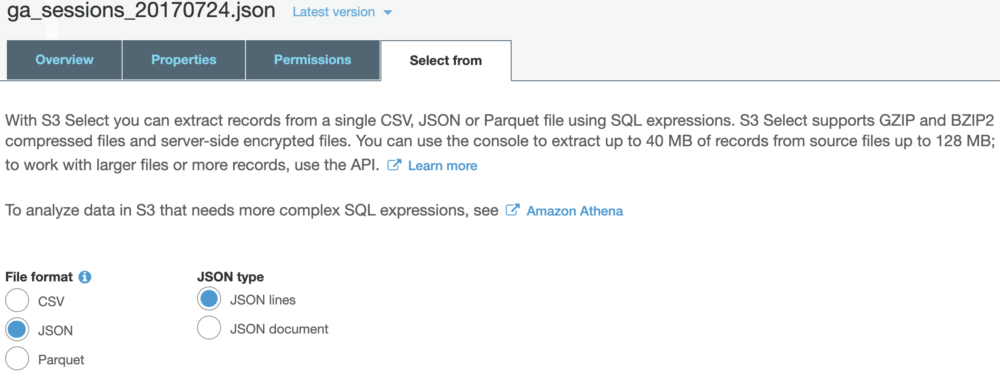 ga_sessions_20170724.json Latest version
Overview Properties Permissions Select from
With S3 Select you can extract records from a single CSV, JSON or Parquet file using SQL expressions. S3 Select supports GZIP and BZIP2
compressed files and server-side encrypted files. You can use the console to extract up to 40 MB of records from source files up to 128 MB;
to work with larger files or more records, use the API. Learn more
To analyze data in S3 that needs more complex SQL expressions, see Amazon Athena
File format JSON type
CSV JSON lines
JSON JSON document
Parquet